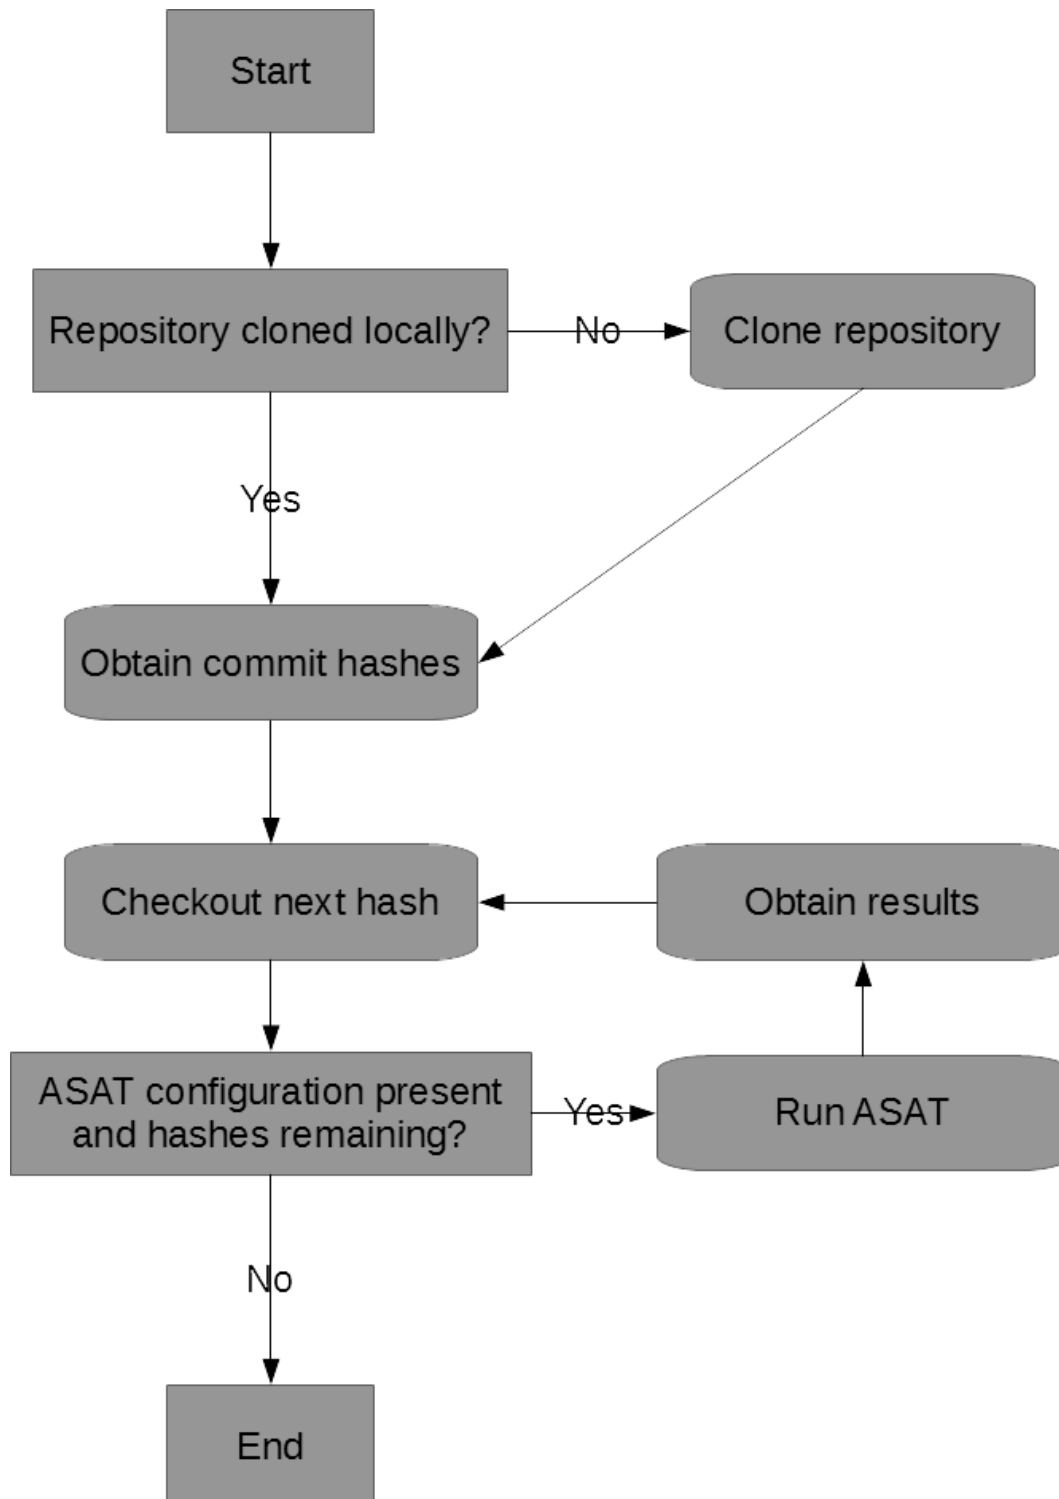 Start
Repository cloned locally?
No
Clone repository
Yes
Obtain commit hashes
Checkout next hash
Obtain results
ASAT configuration present
and hashes remaining?
Yes
Run ASAT
No
End